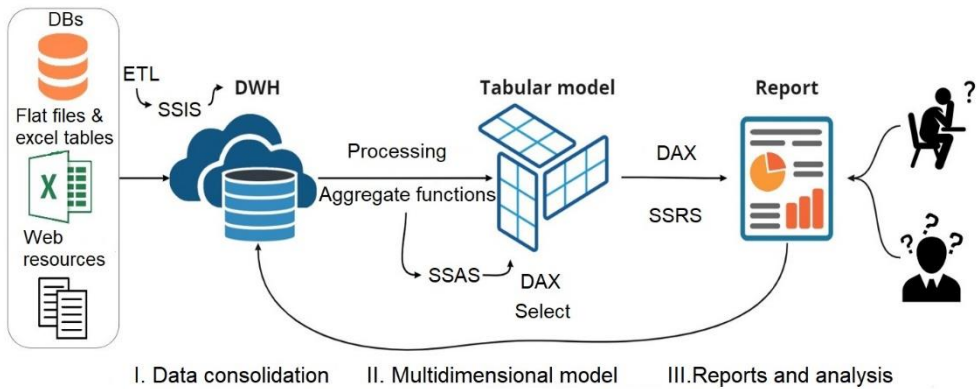 DBs
Flat files &
excel tables
X
Web
resources
ETL
SSIS
DWH
Processing
Aggregate functions
SSAS
DAX
Select
Tabular model
DAX
SSRS
Report
?
? ? ?
? ?
I. Data consolidation
II. Multidimensional model
III.Reports and analysis